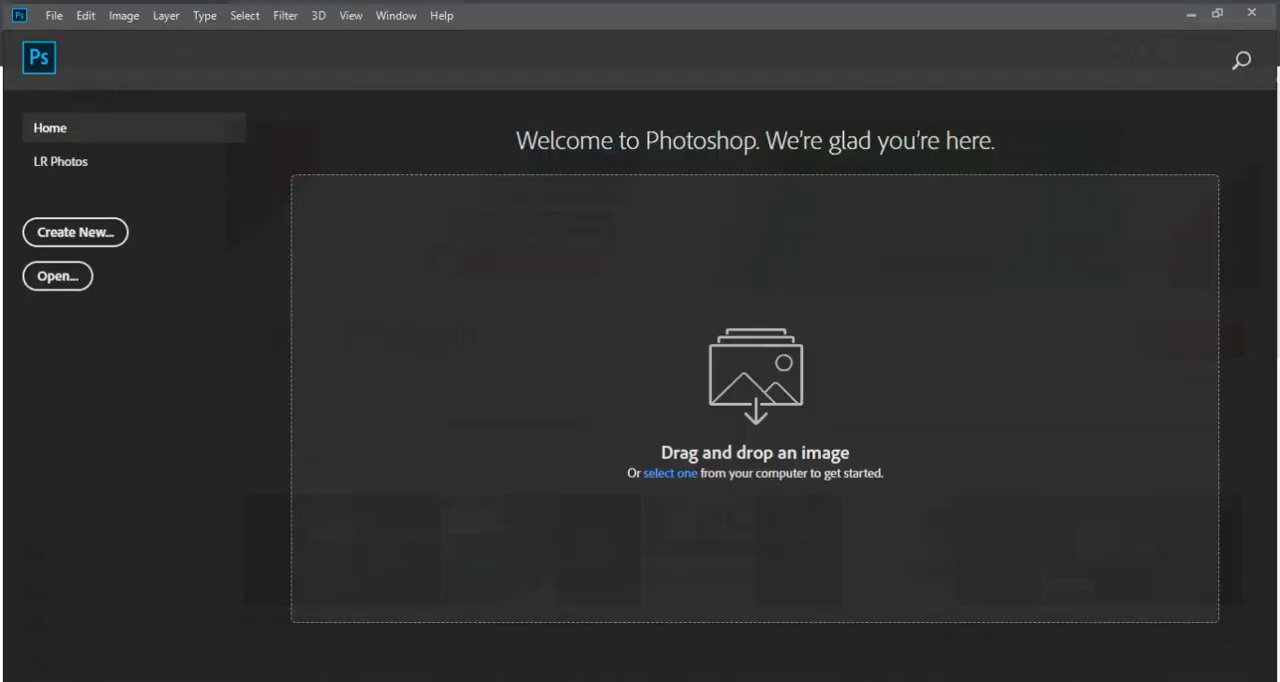 Ps File Edit Image Layer Type Select Filter 3D View Window Help
Ps
Home
LR Photos
Create New...
Open...
Welcome to Photoshop. We're glad you're here.
Drag and drop an image
Or select one from your computer to get started.